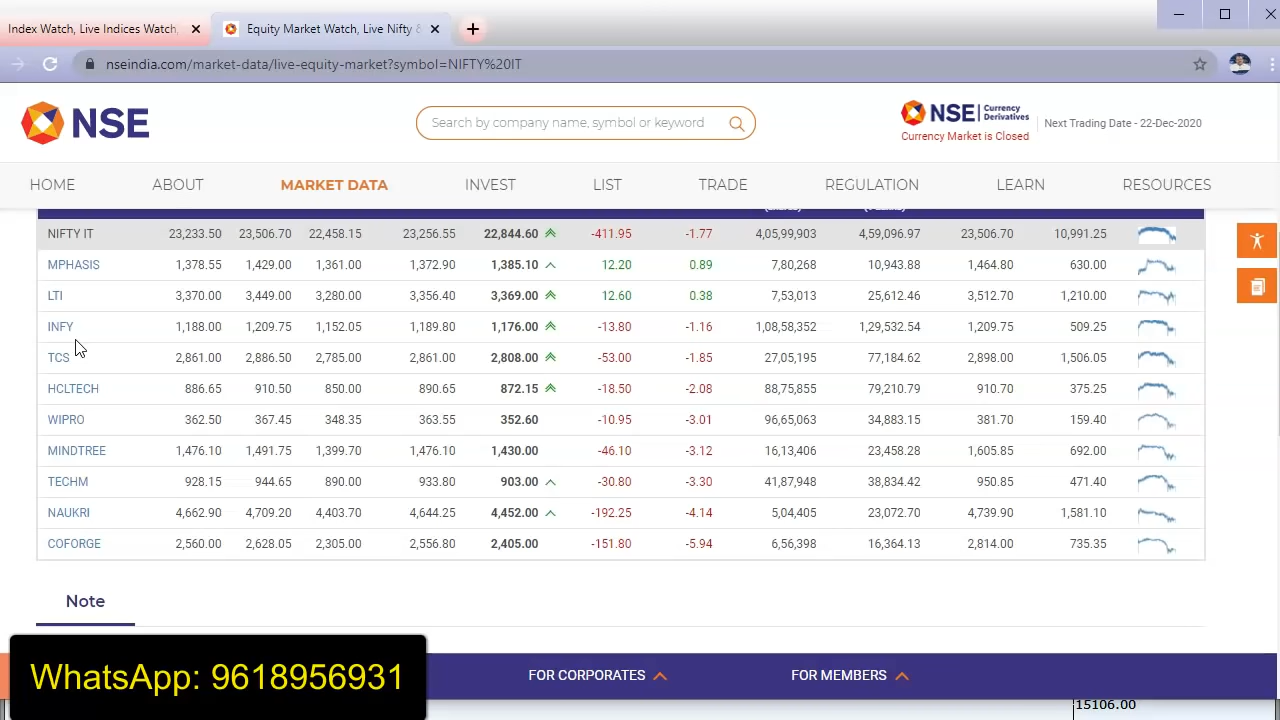 Index Watch, Live Indices Watch,
Equity Market Watch, Live Nifty
nseindia.com/market-data/live-equity-market?symbol=NIFTY%20IT
NSE
Search by company name, symbol or keyword
NSE Currency Derivatives
Currency Market is Closed
Next Trading Date - 22-Dec-2020
HOME ABOUT MARKET DATA INVEST LIST TRADE REGULATION LEARN RESOURCES
NIFTY IT 23,233.50 23,506.70 22,458.15 23,256.55 22,844.60 -411.95 -1.77 4,05,99,903 4,59,096.97 23,506.70 10,991.25
MPHASIS 1,378.55 1,429.00 1,361.00 1,372.90 1,385.10 12.20 0.89 7,80,268 10,943.88 1,464.80 630.00
LTI 3,370.00 3,449.00 3,280.00 3,356.40 3,369.00 12.60 0.38 7,53,013 25,612.46 3,512.70 1,210.00
INFY 1,188.00 1,209.75 1,152.05 1,189.80 1,176.00 -13.80 -1.16 1,08,58,352 1,29,532.54 1,209.75 509.25
TCS 2,861.00 2,886.50 2,785.00 2,861.00 2,808.00 -53.00 -1.85 27,05,195 77,184.62 2,898.00 1,506.05
HCLTECH 886.65 910.50 850.00 890.65 872.15 -18.50 -2.08 88,75,855 79,210.79 910.70 375.25
WIPRO 362.50 367.45 348.35 363.55 352.60 -10.95 -3.01 96,65,063 34,883.15 381.70 159.40
MINDTREE 1,476.10 1,491.75 1,399.70 1,476.10 1,430.00 -46.10 -3.12 16,13,406 23,458.28 1,605.85 692.00
TECHM 928.15 944.65 890.00 933.80 903.00 -30.80 -3.30 41,87,948 38,834.42 950.85 471.40
NAUKRI 4,662.90 4,709.20 4,403.70 4,644.25 4,452.00 -192.25 -4.14 5,04,405 23,072.70 4,739.90 1,581.10
COFORGE 2,560.00 2,628.05 2,305.00 2,556.80 2,405.00 -151.80 -5.94 6,56,398 16,364.13 2,814.00 735.35
Note
WhatsApp: 9618956931
FOR CORPORATES FOR MEMBERS
15106.00